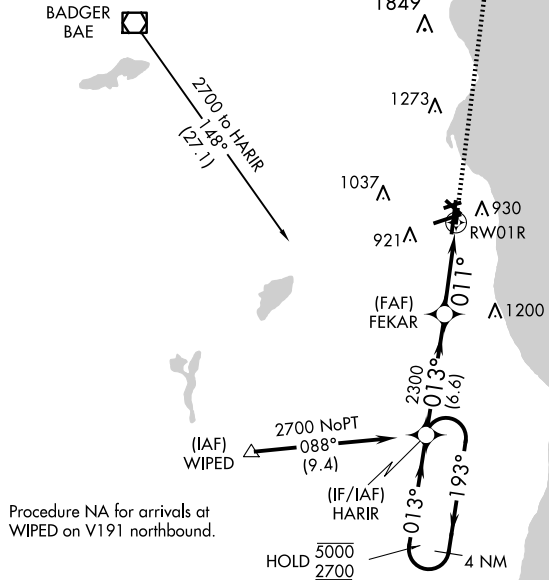 BADGER
BAE
1849
2700 to HARIR
148°
(27.1)
1273
1037
930
RW01R
921
011°
(FAF)
FEKAR
1200
2300
013°
(6.6)
2700 NoPT
088°
(9.4)
(IAF)
WIPED
(IF/IAF)
HARIR
013°
193°
Procedure NA for arrivals at
WIPED on V191 northbound.
HOLD 5000
2700
4 NM